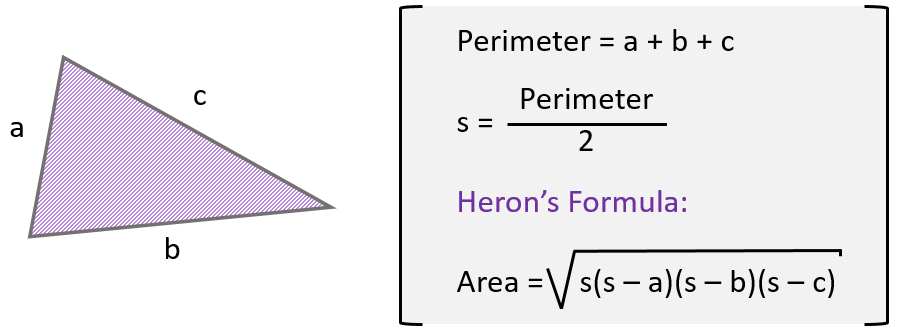 a
c
b
Perimeter = a + b + c
s = Perimeter
2
Heron’s Formula:
Area = √s(s – a)(s – b)(s – c)